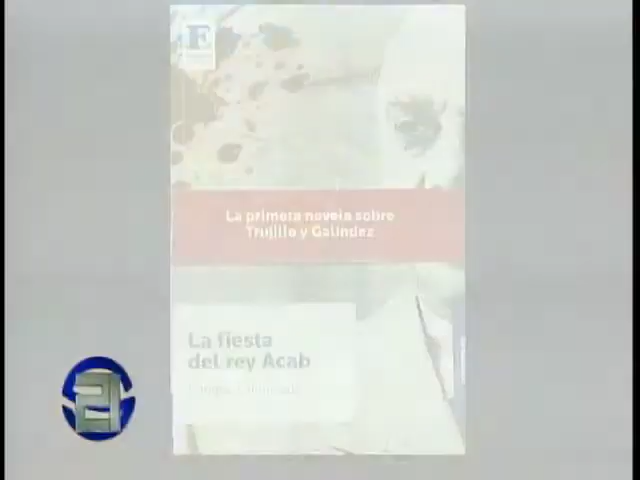 E
La primera novela sobre
Trujillo y Galíndez
La fiesta
del rey Acab